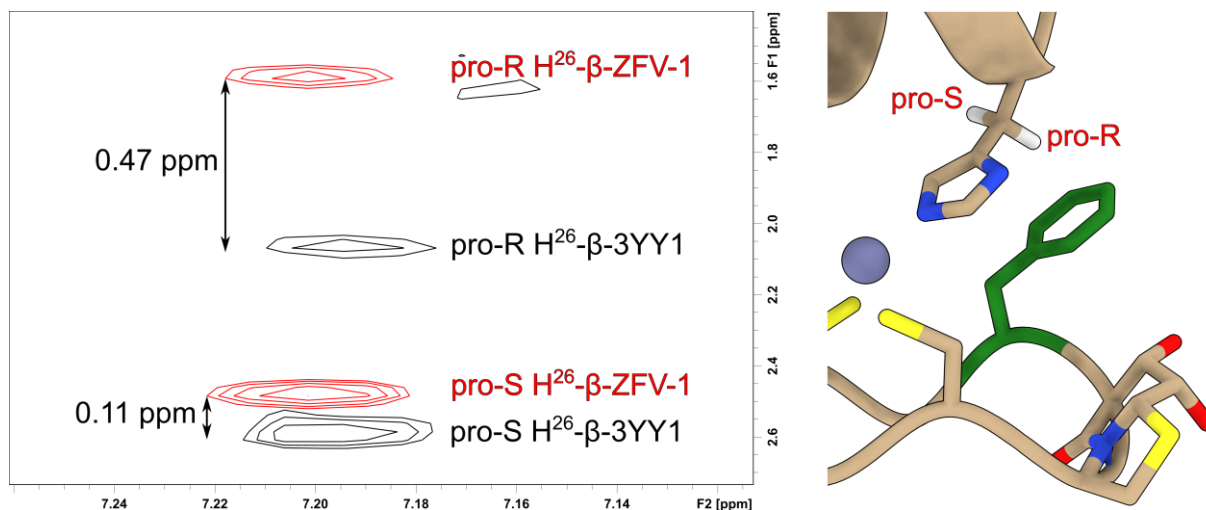 pro-R H²⁶-β-ZFV-1
0.47 ppm
pro-R H²⁶-β-3YY1
pro-S H²⁶-β-ZFV-1
0.11 ppm
pro-S H²⁶-β-3YY1
F1 [ppm]
1.6
1.8
2.0
2.2
2.4
2.6
7.24
7.22
7.20
7.18
7.16
7.14
F2 [ppm]
pro-S
pro-R